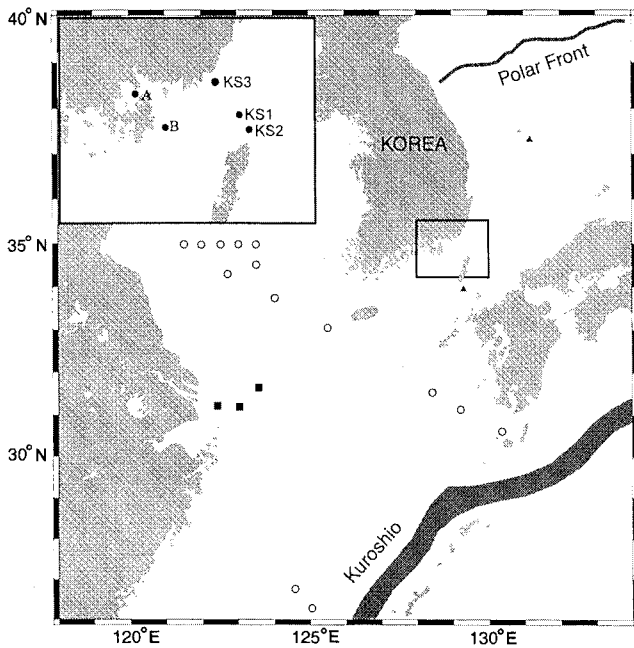 40°N
Polar Front
KS3
A
KS1
B
KS2
KOREA
35°N
30°N
Kuroshio
120°E
125°E
130°E